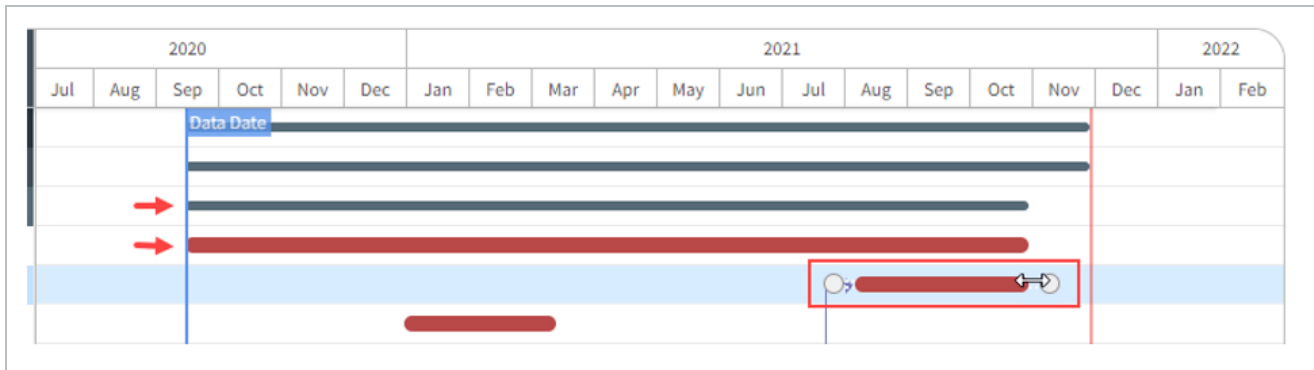 2020 2021 2022
Jul Aug Sep Oct Nov Dec Jan Feb Mar Apr May Jun Jul Aug Sep Oct Nov Dec Jan Feb
Data Date